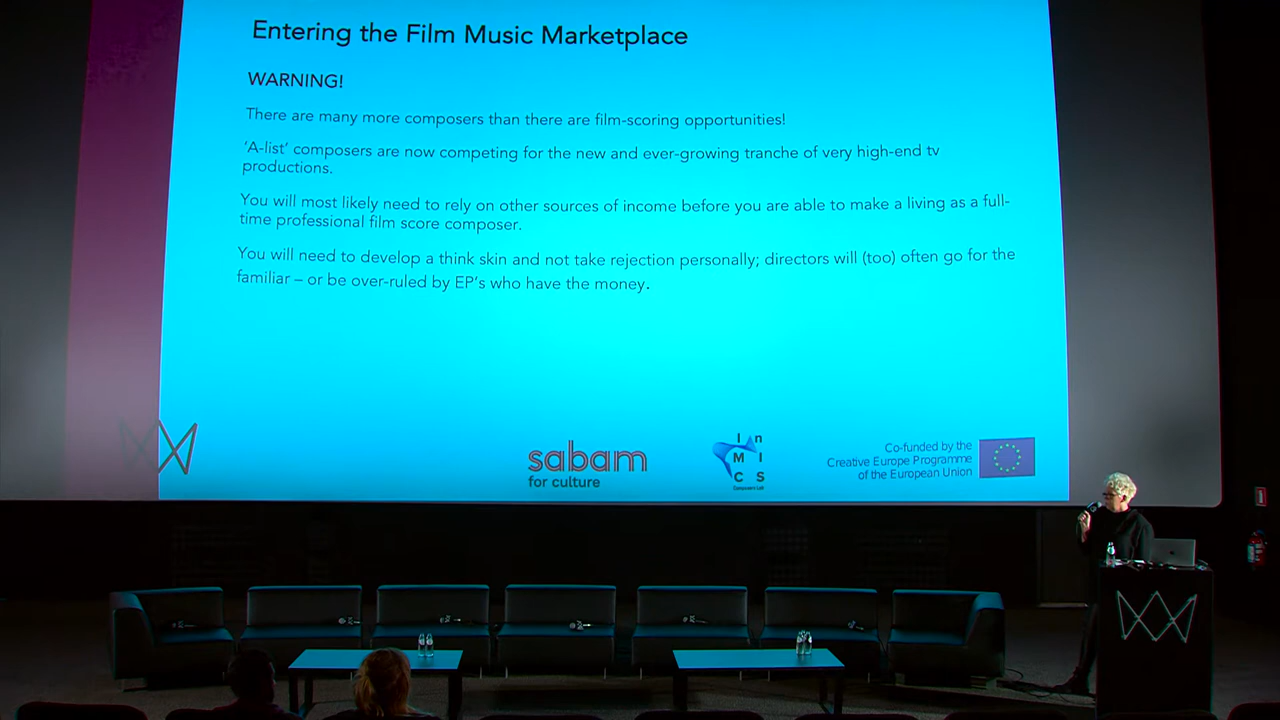 Entering the Film Music Marketplace
WARNING!
There are many more composers than there are film-scoring opportunities!
‘A-list’ composers are now competing for the new and ever-growing tranche of very high-end tv
productions.
You will most likely need to rely on other sources of income before you are able to make a living as a full-
time professional film score composer.
You will need to develop a think skin and not take rejection personally; directors will (too) often go for the
familiar – or be over-ruled by EP’s who have the money.
sabam
for culture
I n
M I
C S
Composers Lab
Co-funded by the
Creative Europe Programme
of the European Union